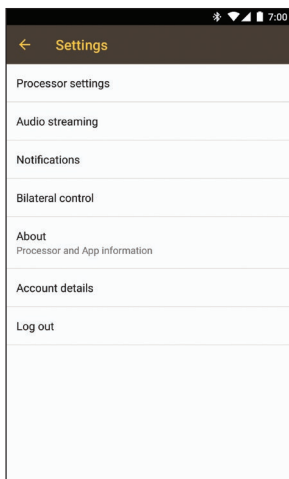 7:00
Settings
Processor settings
Audio streaming
Notifications
Bilateral control
About
Processor and App information
Account details
Log out